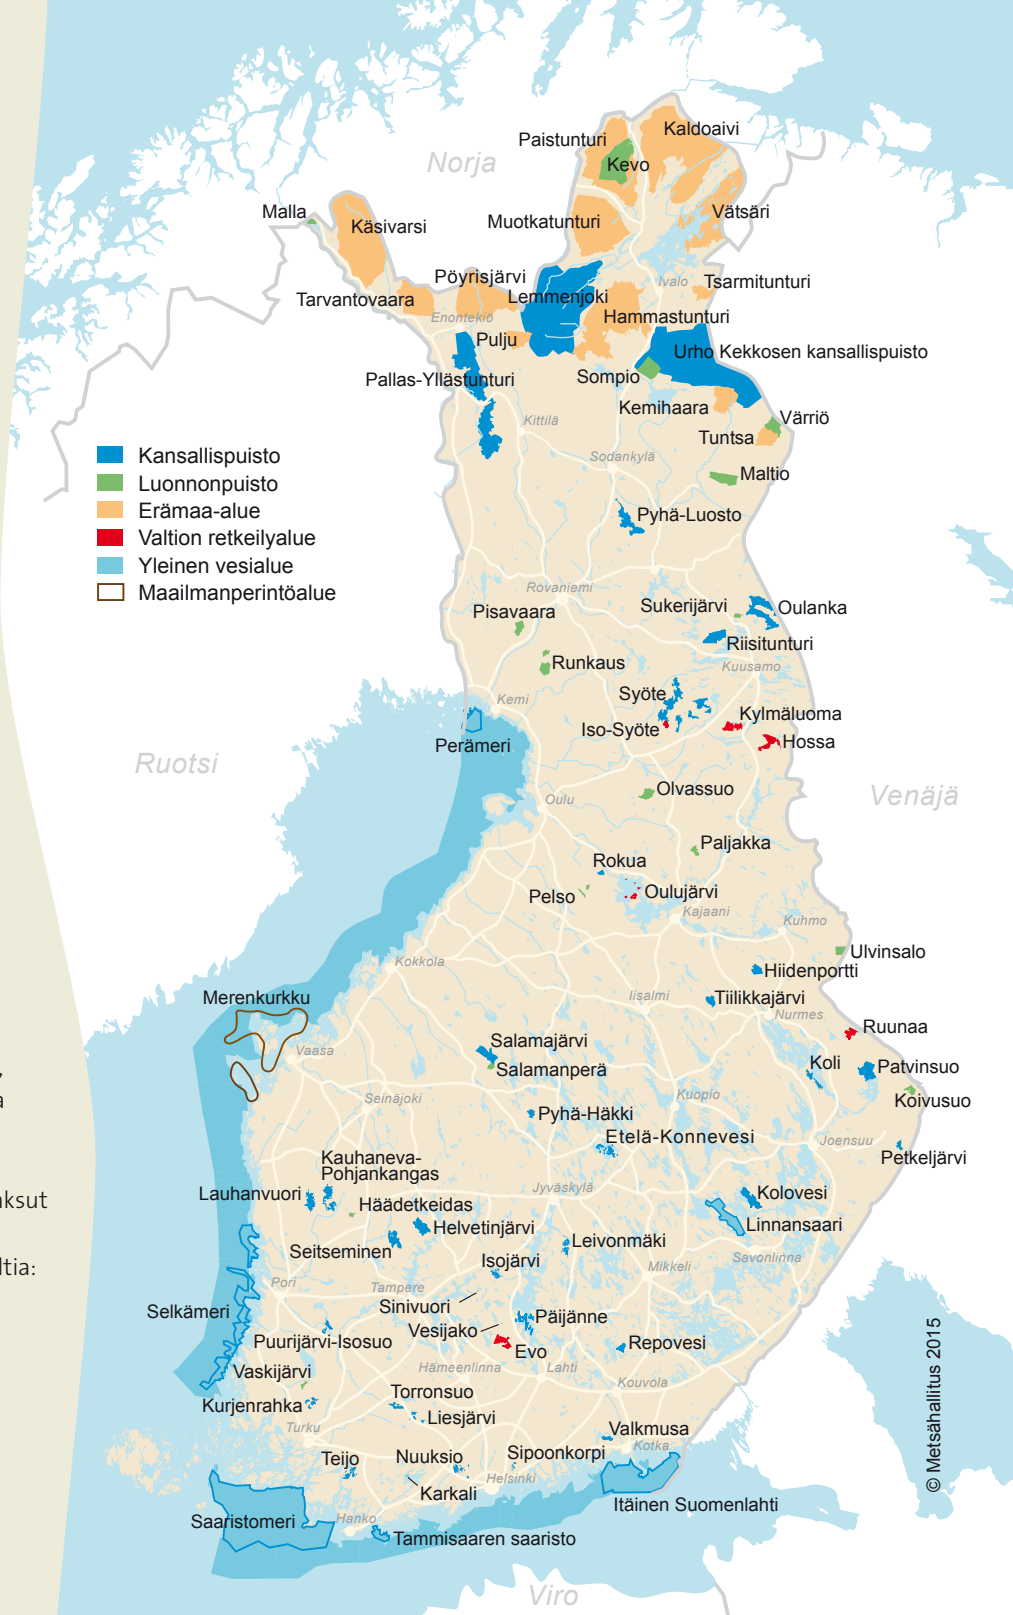 Norja
Paistunturi
Kaldoaivi
Kevo
Malla
Käsivarsi
Muotkatunturi
Vätsäri
Pöyrisjärvi
Ivalo
Tsarmitunturi
Tarvantovaara
Lemmenjoki
Enontekiö
Hammastunturi
Pulju
Urho Kekkosen kansallispuisto
Pallas-Yllästunturi
Sompio
Kemihaara
Värriö
Kittilä
Tuntsa
Sodankylä
Maltio
Kansallispuisto
Luonnonpuisto
Erämaa-alue
Valtion retkeilyalue
Yleinen vesialue
Maailmanperintöalue
Pyhä-Luosto
Rovaniemi
Pisavaara
Sukerijärvi
Oulanka
Riisitunturi
Runkaus
Kuusamo
Syöte
Kemi
Iso-Syöte
Kylmäluoma
Hossa
Perämeri
Ruotsi
Olvassuo
Venäjä
Oulu
Paljakka
Rokua
Pelso
Oulujärvi
Kajaani
Kuhmo
Ulvinsalo
Kokkola
Hiidenportti
Merenkurkku
Iisalmi
Tiilikkajärvi
Nurmes
Ruunaa
Vaasa
Salamajärvi
Salamanperä
Koli
Patvinsuo
,
a
Seinäjoki
Kuopio
Koivusuo
Pyhä-Häkki
Etelä-Konnevesi
Joensuu
Petkeljärvi
Kauhaneva-
Pohjankangas
Lauhanvuori
Jyväskylä
Kolovesi
ksut
Häädetkeidas
Linnansaari
Helvetinjärvi
Seitseminen
Leivonmäki
Isojärvi
Savonlinna
tia:
Mikkeli
Pori
Tampere
Sinivuori
Selkämeri
Päijänne
Vesijako
Puurijärvi-Isosuo
Evo
Repovesi
Vaskijärvi
Hämeenlinna
Lahti
Kouvola
Kurjenrahka
Torronsuo
Liesjärvi
Turku
Valkmusa
Kotka
Teijo
Nuuksio
Sipoonkorpi
Helsinki
Karkali
Itäinen Suomenlahti
Saaristomeri
Hanko
Tammisaaren saaristo
Viro
© Metsähallitus 2015